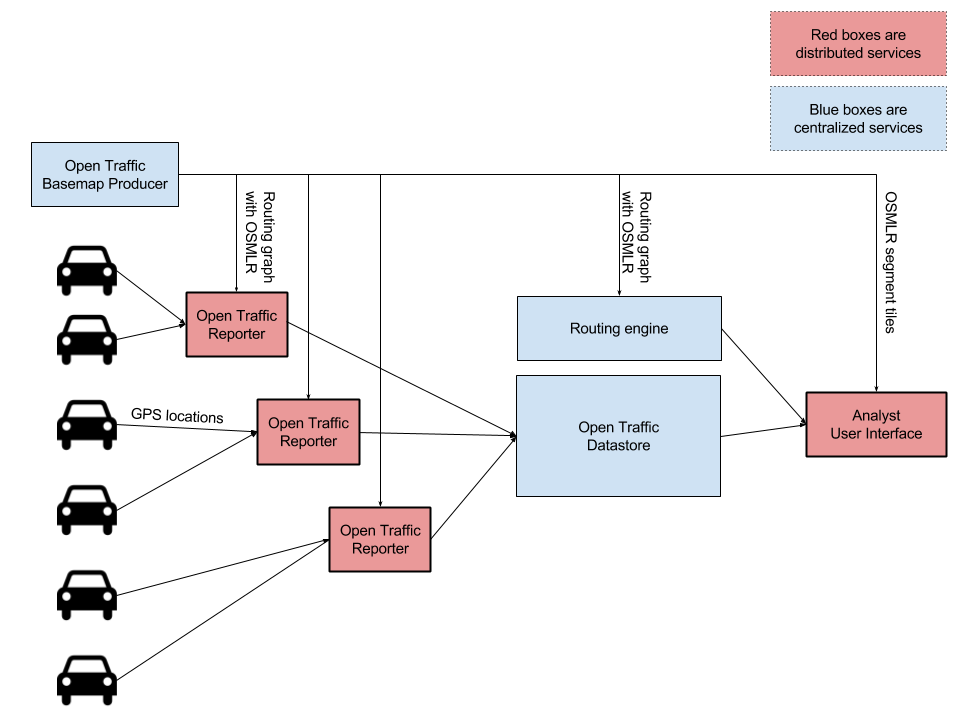 Red boxes are
distributed services
Blue boxes are
centralized services
Open Traffic
Basemap Producer
Routing graph
with OSMLR
Routing graph
with OSMLR
OSMLR segment tiles
Open Traffic
Reporter
Routing engine
GPS locations
Open Traffic
Reporter
Open Traffic
Datastore
Analyst
User Interface
Open Traffic
Reporter